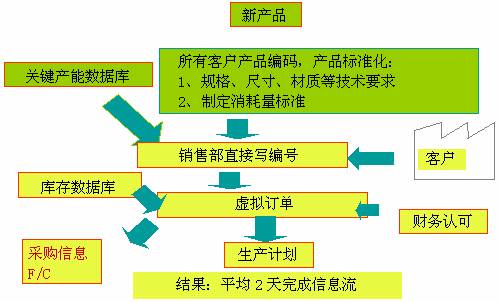 新产品
所有客户产品编码，产品标准化：
1、规格、尺寸、材质等技术要求
2、制定消耗量标准
关键产能数据库
销售部直接写编号
客户
库存数据库
虚拟订单
财务认可
采购信息
F/C
生产计划
结果：平均2天完成信息流